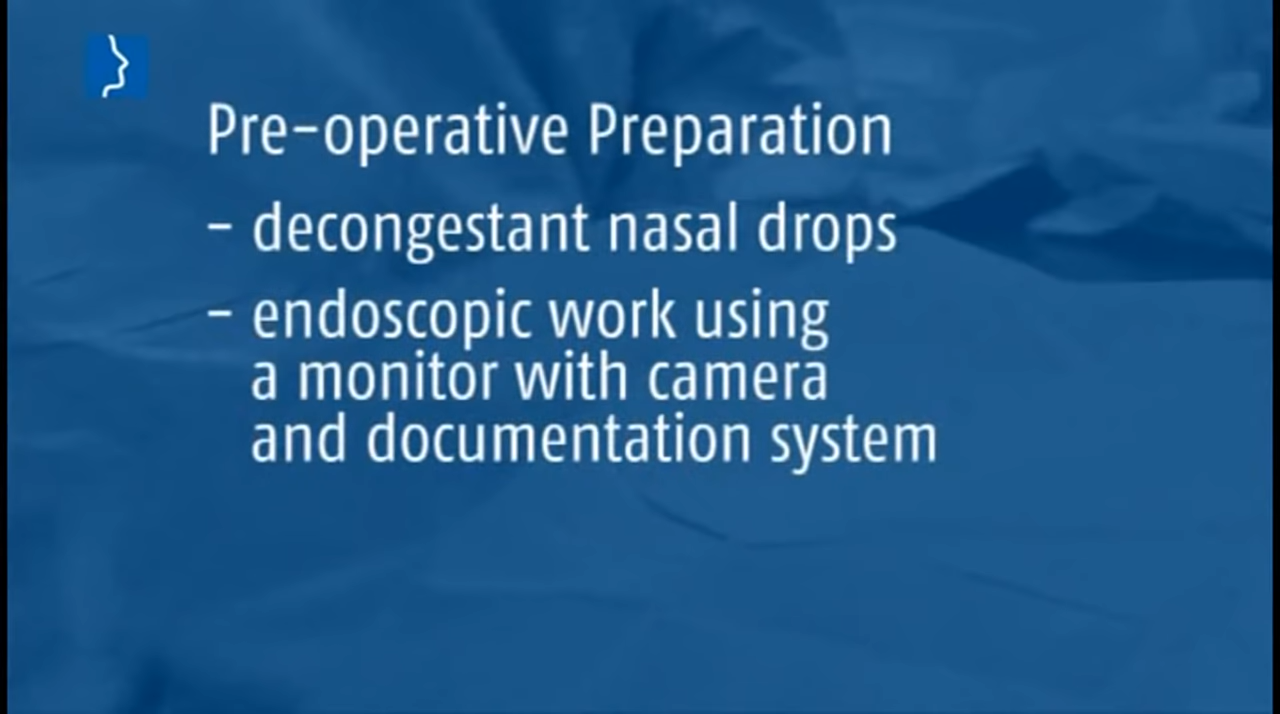 Pre-operative Preparation
- decongestant nasal drops
- endoscopic work using
a monitor with camera
and documentation system